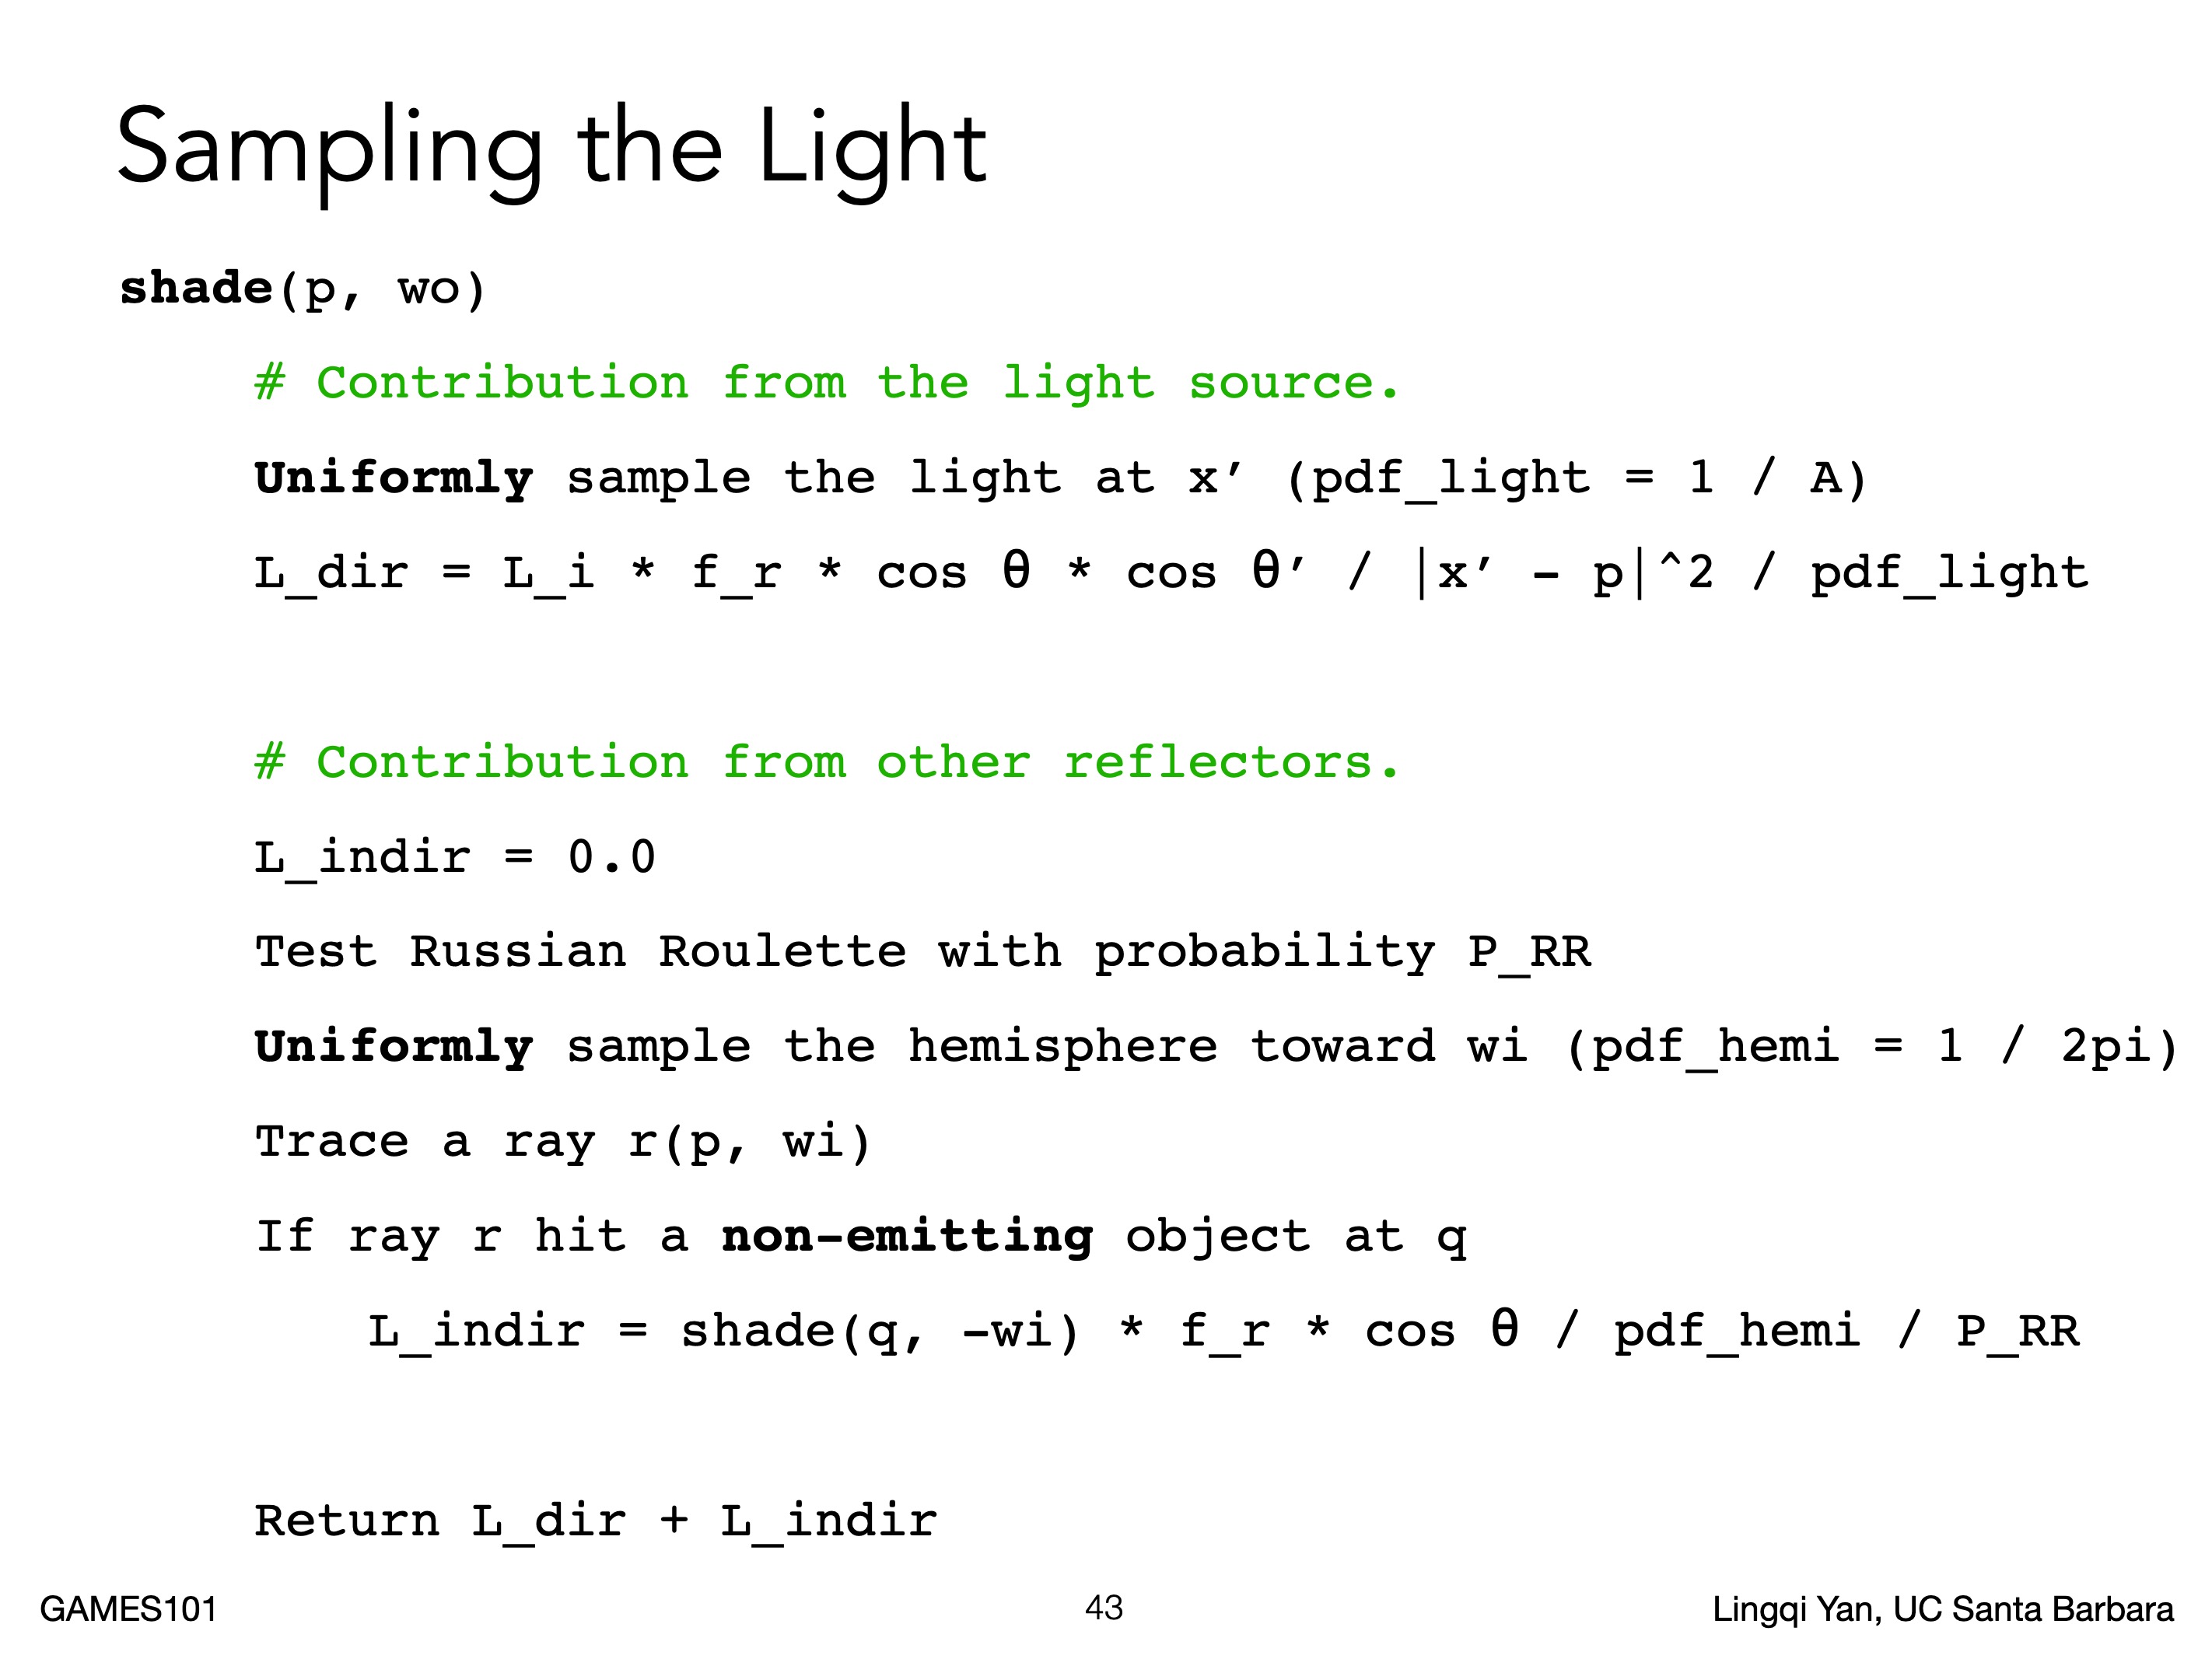 Sampling the Light
shade(p, wo)
# Contribution from the light source.
Uniformly sample the light at x’ (pdf_light = 1 / A)
L_dir = L_i * f_r * cos θ * cos θ’ / |x’ - p|^2 / pdf_light
# Contribution from other reflectors.
L_indir = 0.0
Test Russian Roulette with probability P_RR
Uniformly sample the hemisphere toward wi (pdf_hemi = 1 / 2pi)
Trace a ray r(p, wi)
If ray r hit a non-emitting object at q
L_indir = shade(q, -wi) * f_r * cos θ / pdf_hemi / P_RR
Return L_dir + L_indir
GAMES101
43
Lingqi Yan, UC Santa Barbara